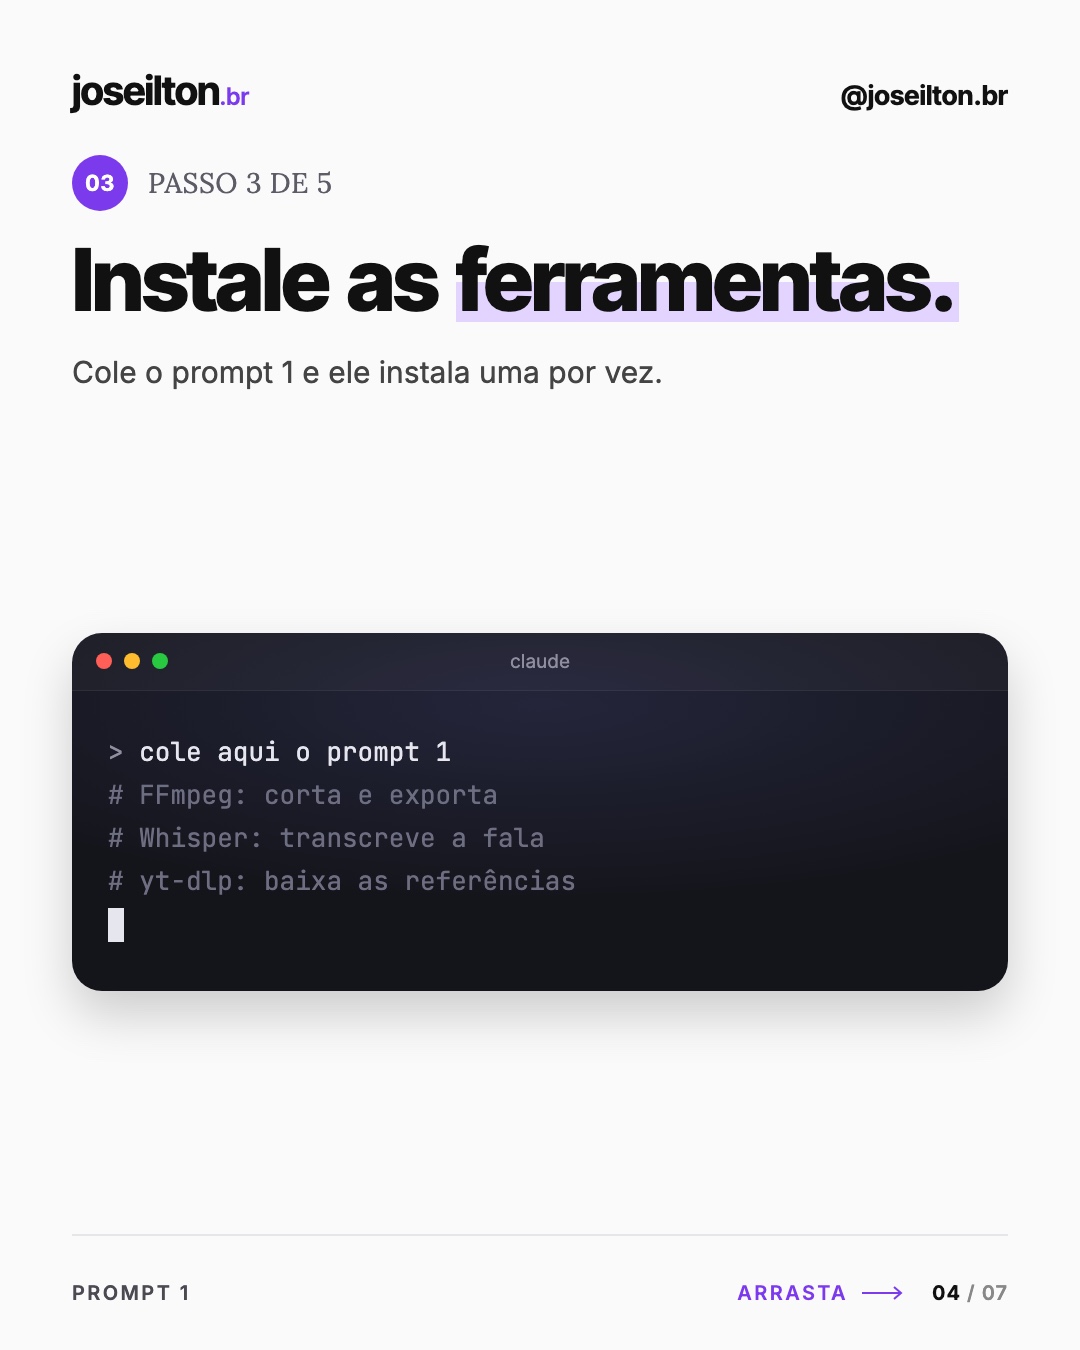 joseilton.br
@joseilton.br
03 PASSO 3 DE 5
Instale as ferramentas.
Cole o prompt 1 e ele instala uma por vez.
claude
> cole aqui o prompt 1
# FFmpeg: corta e exporta
# Whisper: transcreve a fala
# yt-dlp: baixa as referências
PROMPT 1
ARRASTA → 04 / 07